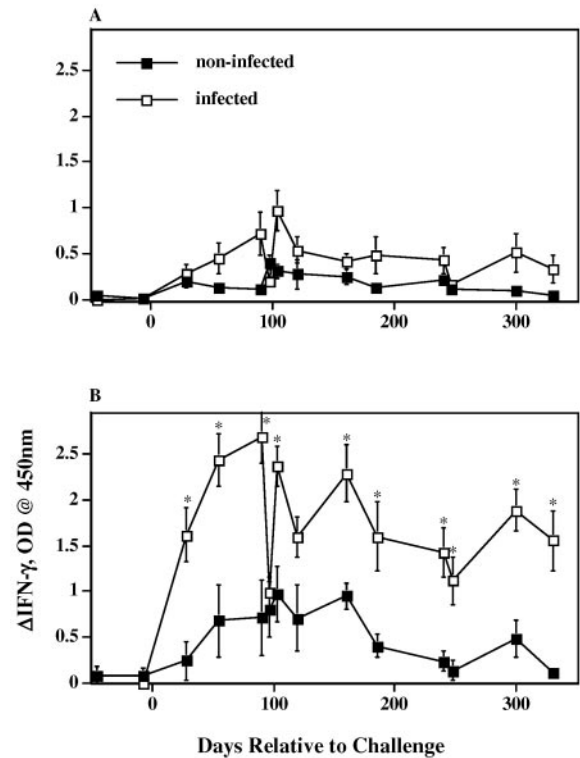 A
2.5
2
1.5
1
0.5
0
non-infected
infected
0 100 200 300
B
2.5
2
1.5
1
0.5
0
* * * * * * * * * *
0 100 200 300
ΔIFN-γ, OD @ 450nm
Days Relative to Challenge